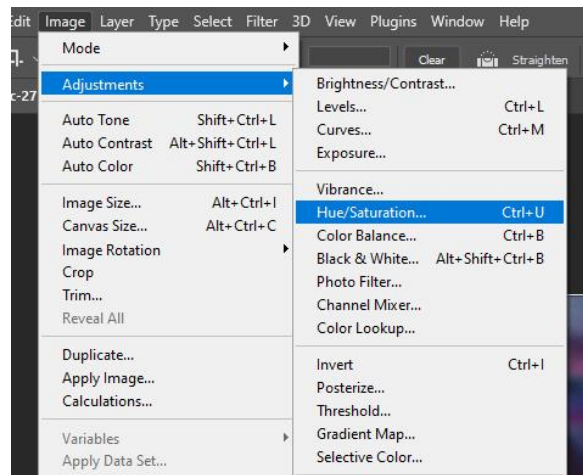 Edit Image Layer Type Select Filter 3D View Plugins Window Help
Clear Straighten
c-27
Mode
Adjustments
Auto Tone Shift+Ctrl+L
Auto Contrast Alt+Shift+Ctrl+L
Auto Color Shift+Ctrl+B
Image Size... Alt+Ctrl+I
Canvas Size... Alt+Ctrl+C
Image Rotation
Crop
Trim...
Reveal All
Duplicate...
Apply Image...
Calculations...
Variables
Apply Data Set...
Brightness/Contrast...
Levels... Ctrl+L
Curves... Ctrl+M
Exposure...
Vibrance...
Hue/Saturation... Ctrl+U
Color Balance... Ctrl+B
Black & White... Alt+Shift+Ctrl+B
Photo Filter...
Channel Mixer...
Color Lookup...
Invert Ctrl+I
Posterize...
Threshold...
Gradient Map...
Selective Color...